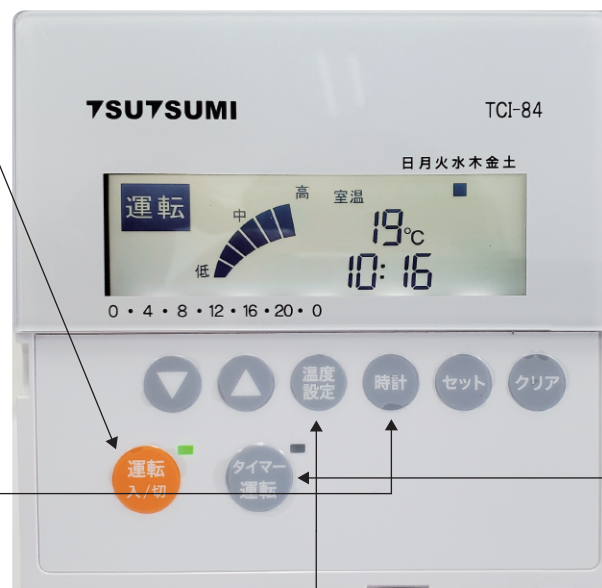 TSUTSUMI
TCI-84
日月火水木金土
運転
低
中
高
室温
19℃
10:16
0・4・8・12・16・20・0
▼
▲
温度
設定
時計
セット
クリア
運転
入/切
タイマー
運転